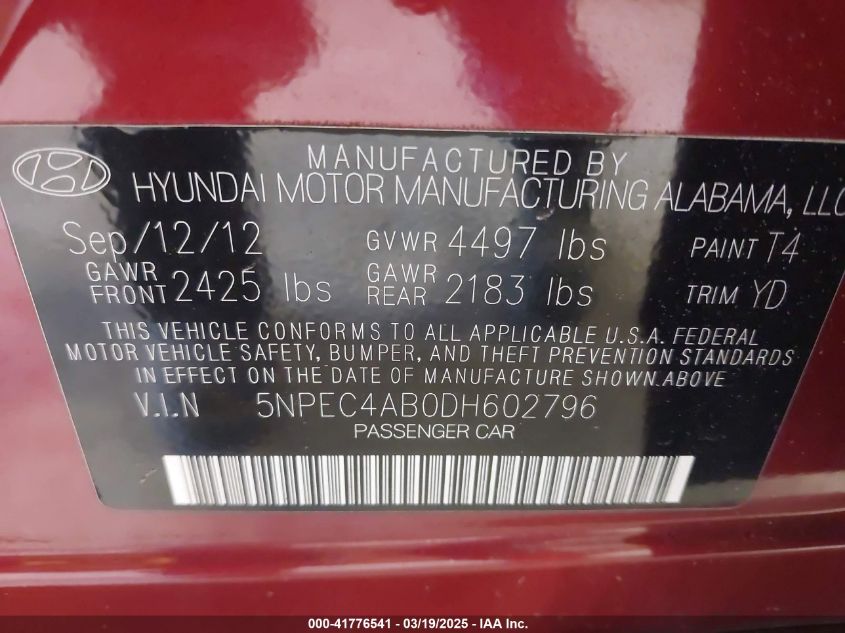 MANUFACTURED BY
HYUNDAI MOTOR MANUFACTURING ALABAMA, LLC
Sep/12/12 GVWR 4497 lbs PAINT T4
GAWR FRONT 2425 lbs GAWR REAR 2183 lbs TRIM YD
THIS VEHICLE CONFORMS TO ALL APPLICABLE U.S.A. FEDERAL
MOTOR VEHICLE SAFETY, BUMPER, AND THEFT PREVENTION STANDARDS
IN EFFECT ON THE DATE OF MANUFACTURE SHOWN ABOVE
V.I.N 5NPEC4AB0DH602796
PASSENGER CAR
000-41776541 - 03/19/2025 - IAA Inc.